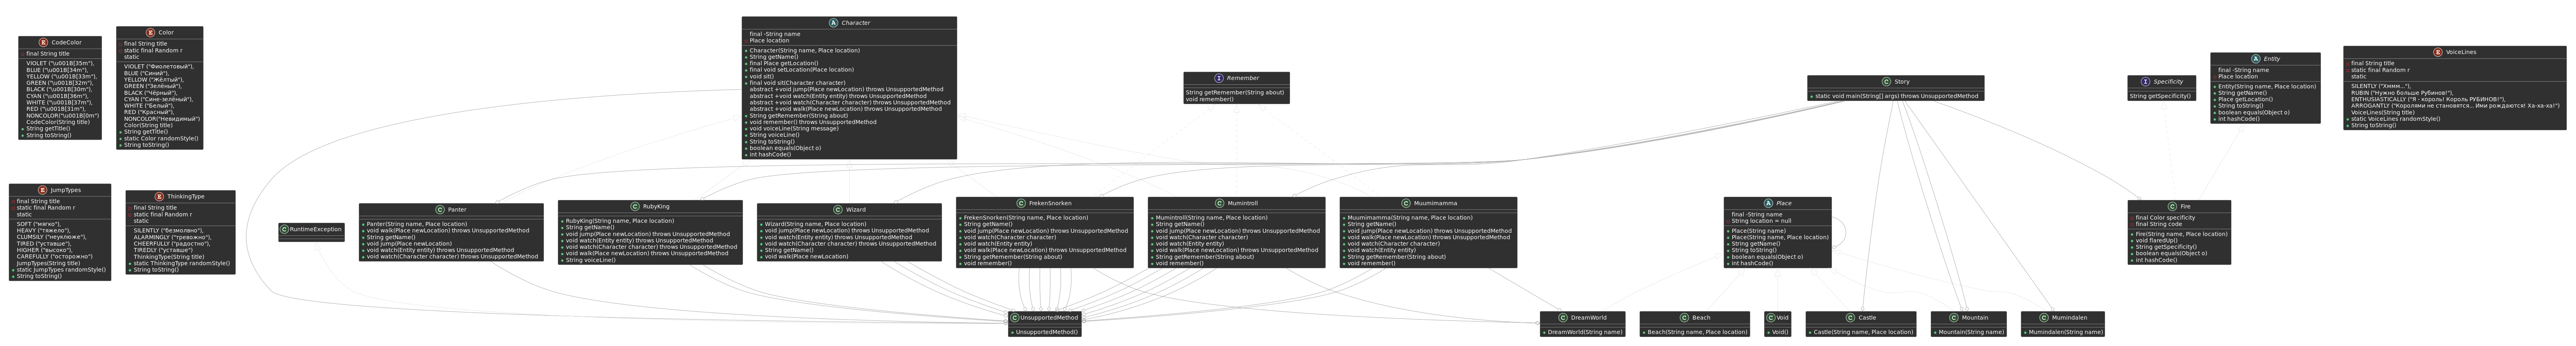 CodeColor
final String title
VIOLET ("\u001B[35m"),
BLUE ("\u001B[34m"),
YELLOW ("\u001B[33m"),
GREEN ("\u001B[32m"),
BLACK ("\u001B[30m"),
CYAN ("\u001B[36m"),
WHITE ("\u001B[37m"),
RED ("\u001B[31m"),
NONCOLOR("\u001B[0m")
CodeColor(String title)
String getTitle()
String toString()
Color
final String title
static final Random r
static
VIOLET ("Фиолетовый"),
BLUE ("Синий"),
YELLOW ("Жёлтый"),
GREEN ("Зелёный"),
BLACK ("Чёрный"),
CYAN ("Сине-зелёный"),
WHITE ("Белый"),
RED ("Красный"),
NONCOLOR("Невидимый")
Color(String title)
String getTitle()
static Color randomStyle()
String toString()
Character
final -String name
Place location
Character(String name, Place location)
String getName()
final Place getLocation()
final void setLocation(Place location)
void sit()
final void sit(Character character)
abstract +void jump(Place newLocation) throws UnsupportedMethod
abstract +void watch(Entity entity) throws UnsupportedMethod
abstract +void watch(Character character) throws UnsupportedMethod
abstract +void walk(Place newLocation) throws UnsupportedMethod
String getRemember(String about)
void remember() throws UnsupportedMethod
void voiceLine(String message)
String voiceLine()
String toString()
boolean equals(Object o)
int hashCode()
Remember
String getRemember(String about)
void remember()
Story
static void main(String[] args) throws UnsupportedMethod
Specificity
String getSpecificity()
Entity
final -String name
Place location
Entity(String name, Place location)
String getName()
Place getLocation()
String toString()
boolean equals(Object o)
int hashCode()
VoiceLines
final String title
static final Random r
static
SILENTLY ("Хммм..."),
RUBIN ("Нужно больше Рубинов!"),
ENTHUSIASTICALLY ("Я - король! Король РУБИНОВ!"),
ARROGANTLY ("Королями не становятся... Ими рождаются! Ха-ха-ха!")
VoiceLines(String title)
static VoiceLines randomStyle()
String toString()
JumpTypes
final String title
static final Random r
static
SOFT ("мягко"),
HEAVY ("тяжело"),
CLUMSILY ("неуклюже"),
TIRED ("уставше"),
HIGHER ("высоко"),
CAREFULLY ("осторожно")
JumpTypes(String title)
static JumpTypes randomStyle()
String toString()
ThinkingType
final String title
static final Random r
static
SILENTLY ("безмолвно"),
ALARMINGLY ("тревожно"),
CHEERFULLY ("радостно"),
TIREDLY ("уставше")
ThinkingType(String title)
static ThinkingType randomStyle()
String toString()
RuntimeException
Panter
Panter(String name, Place location)
void walk(Place newLocation) throws UnsupportedMethod
String getName()
void jump(Place newLocation)
void watch(Entity entity) throws UnsupportedMethod
void watch(Character character) throws UnsupportedMethod
RubyKing
RubyKing(String name, Place location)
String getName()
void jump(Place newLocation) throws UnsupportedMethod
void watch(Entity entity) throws UnsupportedMethod
void watch(Character character) throws UnsupportedMethod
void walk(Place newLocation) throws UnsupportedMethod
String voiceLine()
Wizard
Wizard(String name, Place location)
void jump(Place newLocation) throws UnsupportedMethod
void watch(Entity entity) throws UnsupportedMethod
void watch(Character character) throws UnsupportedMethod
String getName()
void walk(Place newLocation)
FrekenSnorken
FrekenSnorken(String name, Place location)
String getName()
void jump(Place newLocation) throws UnsupportedMethod
void watch(Character character)
void watch(Entity entity)
void walk(Place newLocation) throws UnsupportedMethod
String getRemember(String about)
void remember()
Mumintroll
Mumintroll(String name, Place location)
String getName()
void jump(Place newLocation) throws UnsupportedMethod
void watch(Character character)
void watch(Entity entity)
void walk(Place newLocation) throws UnsupportedMethod
String getRemember(String about)
void remember()
Muumimamma
Muumimamma(String name, Place location)
String getName()
void jump(Place newLocation) throws UnsupportedMethod
void walk(Place newLocation) throws UnsupportedMethod
void watch(Character character)
void watch(Entity entity)
String getRemember(String about)
void remember()
Place
final -String name
String location = null
Place(String name)
Place(String name, Place location)
String getName()
String toString()
boolean equals(Object o)
int hashCode()
Fire
final Color specificity
final String code
Fire(String name, Place location)
void flaredUp()
String getSpecificity()
boolean equals(Object o)
int hashCode()
UnsupportedMethod
UnsupportedMethod()
DreamWorld
DreamWorld(String name)
Beach
Beach(String name, Place location)
Void
Void()
Castle
Castle(String name, Place location)
Mountain
Mountain(String name)
Mumindalen
Mumindalen(String name)